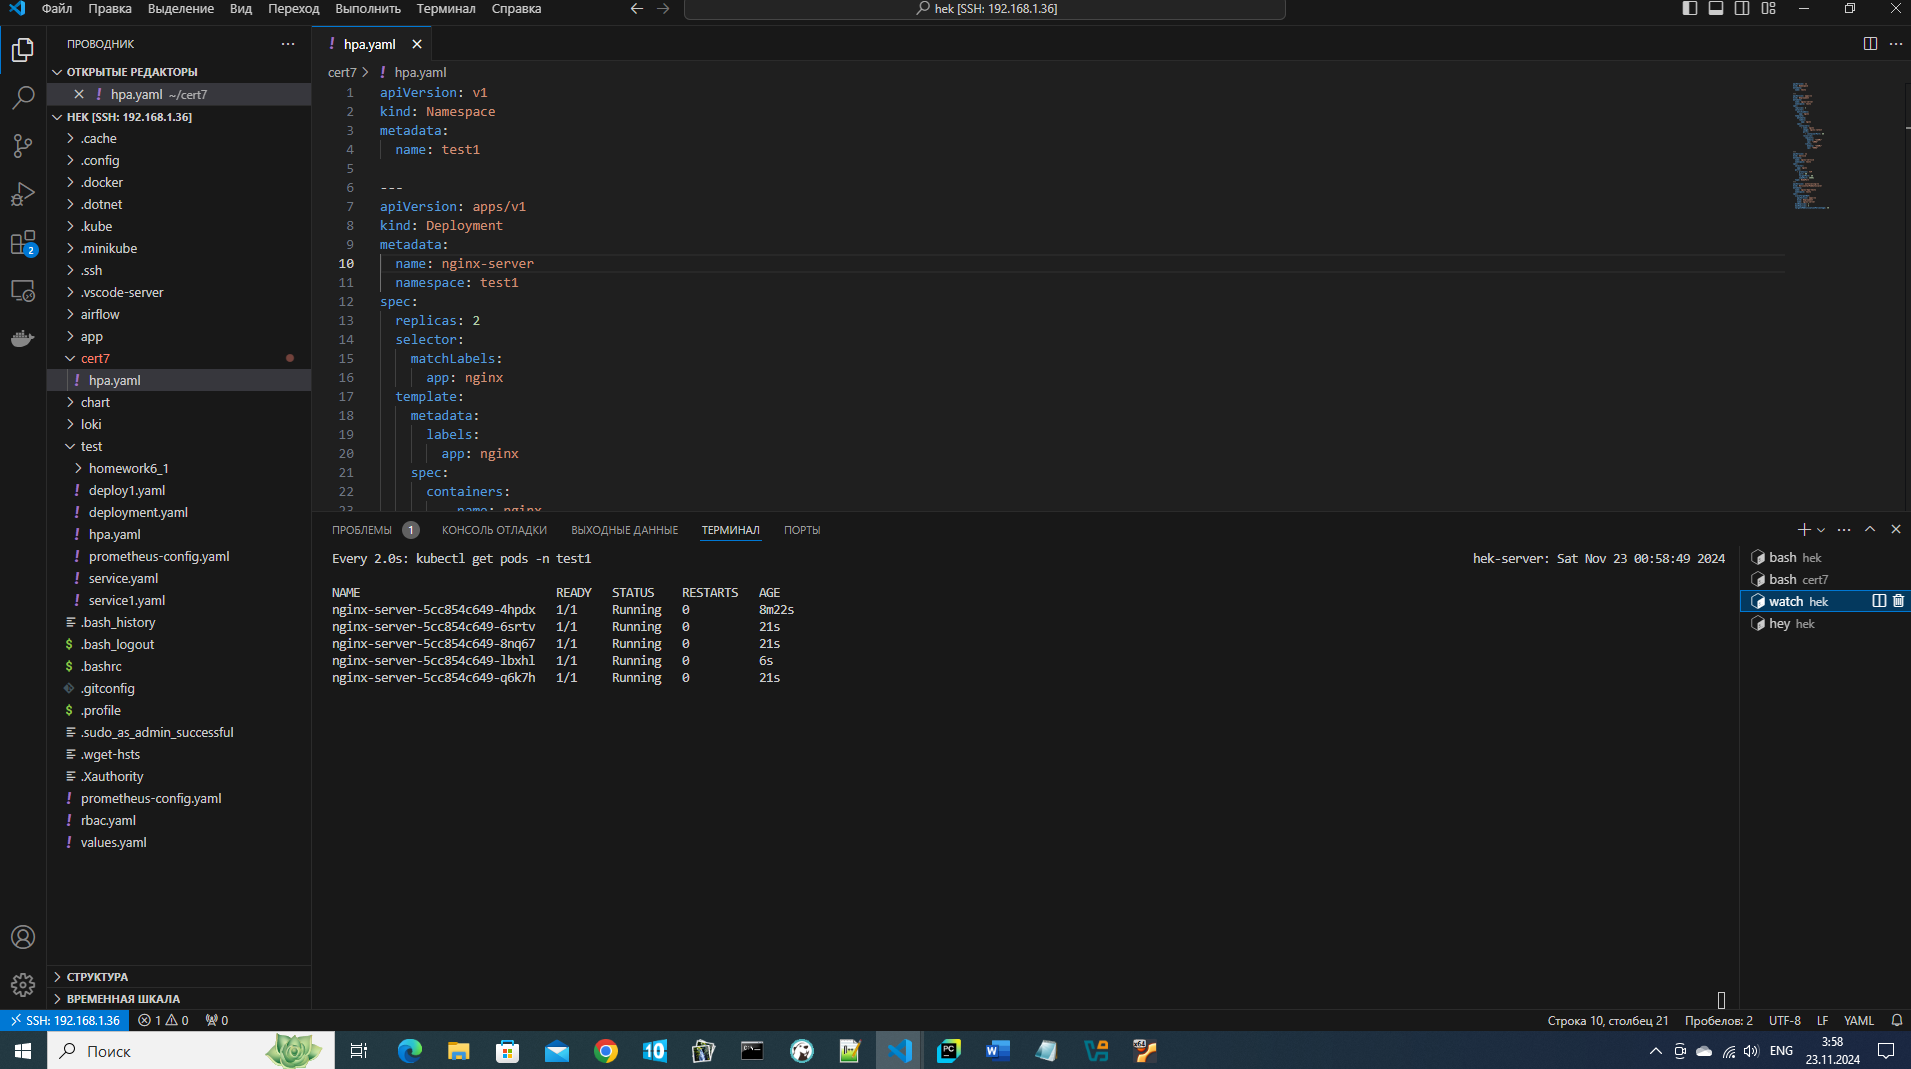 Файл Правка Выделение Вид Переход Выполнить Терминал Справка
hek [SSH: 192.168.1.36]
ПРОВОДНИК
ОТКРЫТЫЕ РЕДАКТОРЫ
! hpa.yaml ~/cert7
HEK [SSH: 192.168.1.36]
.cache
.config
.docker
.dotnet
.kube
.minikube
.ssh
.vscode-server
airflow
app
cert7
! hpa.yaml
chart
loki
test
homework6_1
! deploy1.yaml
! deployment.yaml
! hpa.yaml
! prometheus-config.yaml
! service.yaml
! service1.yaml
.bash_history
$ .bash_logout
$ .bashrc
.gitconfig
$ .profile
.sudo_as_admin_successful
.wget-hsts
.Xauthority
! prometheus-config.yaml
! rbac.yaml
! values.yaml
СТРУКТУРА
ВРЕМЕННАЯ ШКАЛА
2
! hpa.yaml
cert7 > ! hpa.yaml
1 apiVersion: v1
2 kind: Namespace
3 metadata:
4 name: test1
5
6 ---
7 apiVersion: apps/v1
8 kind: Deployment
9 metadata:
10 name: nginx-server
11 namespace: test1
12 spec:
13 replicas: 2
14 selector:
15 matchLabels:
16 app: nginx
17 template:
18 metadata:
19 labels:
20 app: nginx
21 spec:
22 containers:
23 - name: nginx
ПРОБЛЕМЫ 1 КОНСОЛЬ ОТЛАДКИ ВЫХОДНЫЕ ДАННЫЕ ТЕРМИНАЛ ПОРТЫ
Every 2.0s: kubectl get pods -n test1 hek-server: Sat Nov 23 00:58:49 2024
NAME READY STATUS RESTARTS AGE
nginx-server-5cc854c649-4hpdx 1/1 Running 0 8m22s
nginx-server-5cc854c649-6srtv 1/1 Running 0 21s
nginx-server-5cc854c649-8nq67 1/1 Running 0 21s
nginx-server-5cc854c649-lbxhl 1/1 Running 0 6s
nginx-server-5cc854c649-q6k7h 1/1 Running 0 21s
bash hek
bash cert7
watch hek
hey hek
SSH: 192.168.1.36 1 0 0
Строка 10, столбец 21 Пробелов: 2 UTF-8 LF YAML
Поиск
10
PC
x64
ENG
3:58
23.11.2024